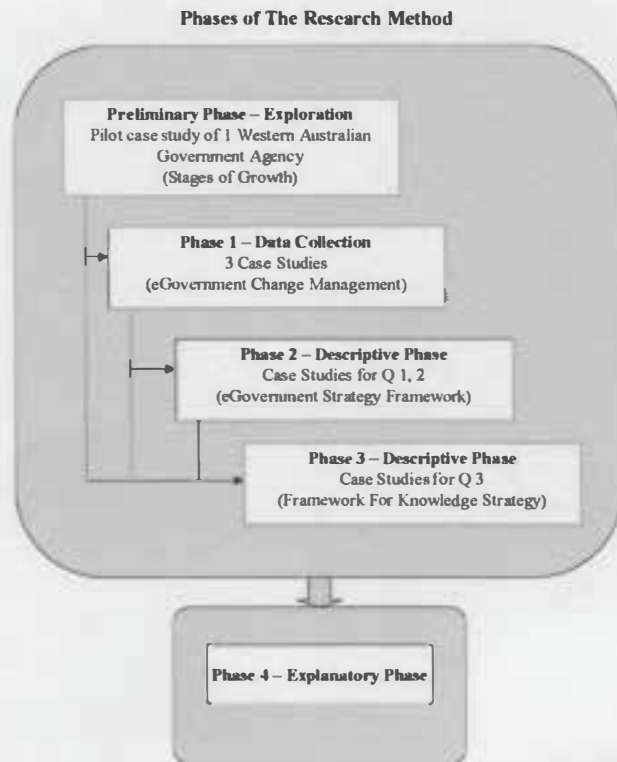 Phases of The Research Method
Preliminary Phase – Exploration
Pilot case study of 1 Western Australian
Government Agency
(Stages of Growth)
Phase 1 – Data Collection
3 Case Studies
(eGovernment Change Management)
Phase 2 – Descriptive Phase
Case Studies for Q 1, 2
(eGovernment Strategy Framework)
Phase 3 – Descriptive Phase
Case Studies for Q 3
(Framework For Knowledge Strategy)
Phase 4 – Explanatory Phase